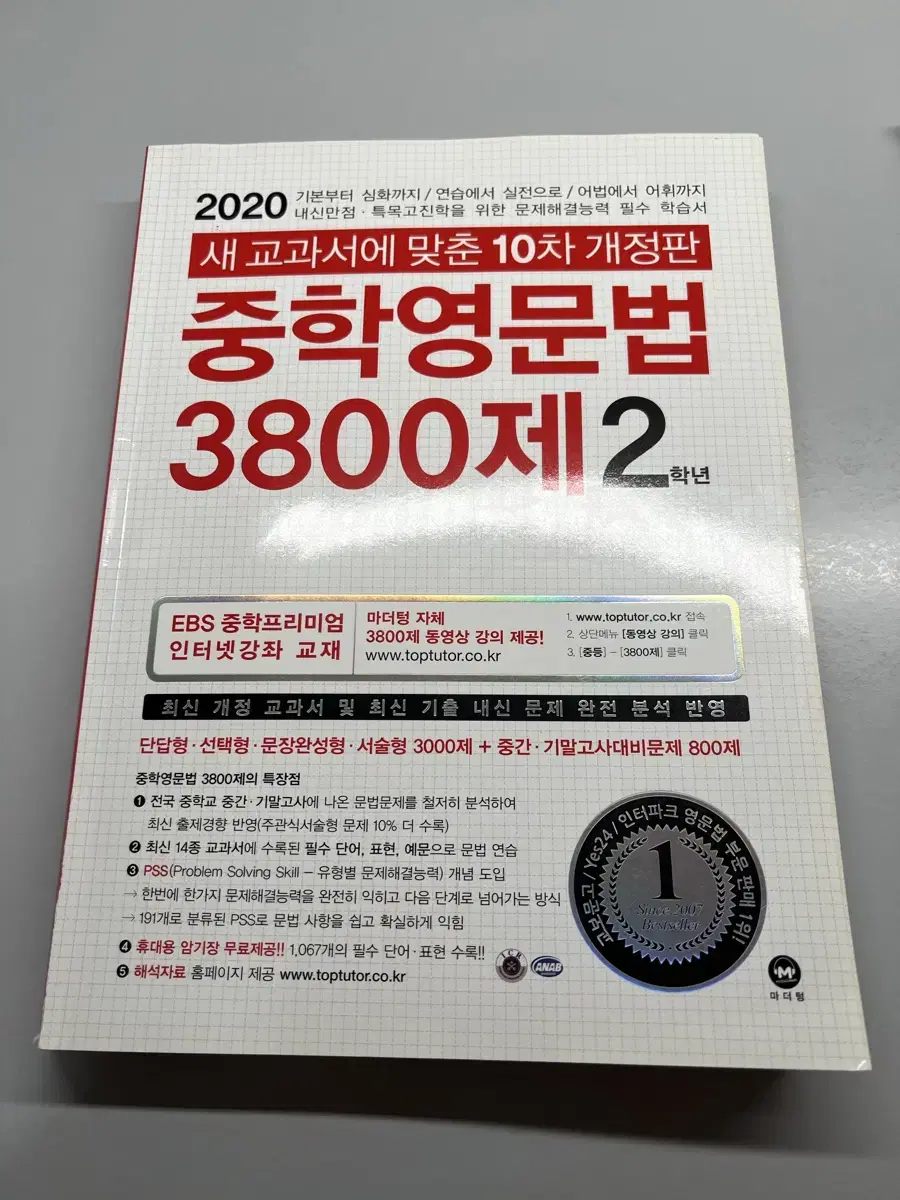 2020
기본부터 심화까지 / 연습에서 실전으로 / 어법에서 어휘까지
내신만점 · 특목고진학을 위한 문제해결능력 필수 학습서
새 교과서에 맞춘 10차 개정판
중학영문법
3800제 2학년
EBS 중학프리미엄
인터넷강좌 교재
마더텅 자체
3800제 동영상 강의 제공!
www.toptutor.co.kr
1. www.toptutor.co.kr 접속
2. 상단메뉴 [동영상 강의] 클릭
3. [중등] – [3800제] 클릭
최신 개정 교과서 및 최신 기출 내신 문제 완전 분석 반영
단답형 · 선택형 · 문장완성형 · 서술형 3000제 + 중간 · 기말고사대비문제 800제
중학영문법 3800제의 특장점
❶ 전국 중학교 중간 · 기말고사에 나온 문법문제를 철저히 분석하여
최신 출제경향 반영(주관식서술형 문제 10% 더 수록)
❷ 최신 14종 교과서에 수록된 필수 단어, 표현, 예문으로 문법 연습
❸ PSS(Problem Solving Skill – 유형별 문제해결능력) 개념 도입
→ 한번에 한가지 문제해결능력을 완전히 익히고 다음 단계로 넘어가는 방식
→ 191개로 분류된 PSS로 문법 사항을 쉽고 확실하게 익힘
❹ 휴대용 암기장 무료제공!! 1,067개의 필수 단어 · 표현 수록!!
❺ 해석자료 홈페이지 제공 www.toptutor.co.kr
ICR
ANAB
교보문고/Yes24/인터파크 영문법 부문 판매 1위!
1
Since 2007
Bestseller
M
마더텅